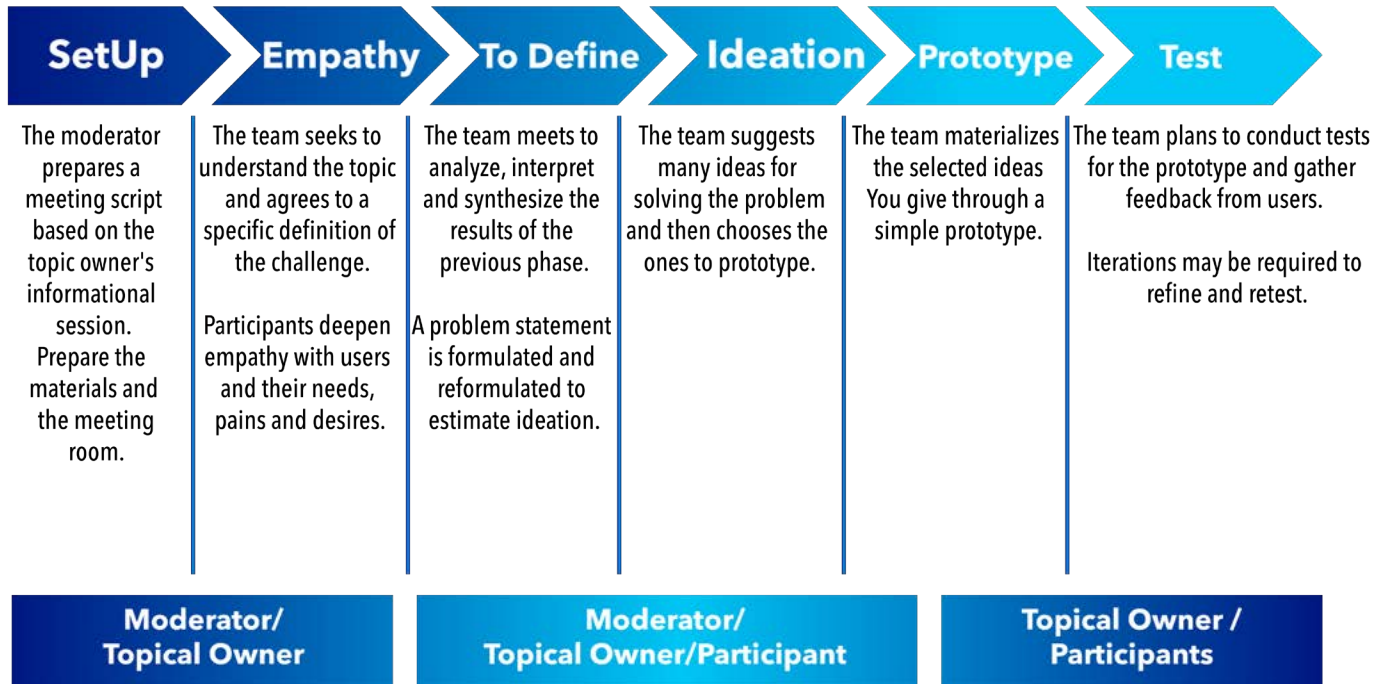 SetUp
Empathy
To Define
Ideation
Prototype
Test
The moderator
prepares a
meeting script
based on the
topic owner's
informational
session.
Prepare the
materials and
the meeting
room.
The team seeks to
understand the topic
and agrees to a
specific definition of
the challenge.
Participants deepen
empathy with users
and their needs,
pains and desires.
The team meets to
analyze, interpret
and synthesize the
results of the
previous phase.
A problem statement
is formulated and
reformulated to
estimate ideation.
The team suggests
many ideas for
solving the problem
and then chooses the
ones to prototype.
The team materializes
the selected ideas
You give through a
simple prototype.
The team plans to conduct tests
for the prototype and gather
feedback from users.
Iterations may be required to
refine and retest.
Moderator/
Topical Owner
Moderator/
Topical Owner/Participant
Topical Owner /
Participants